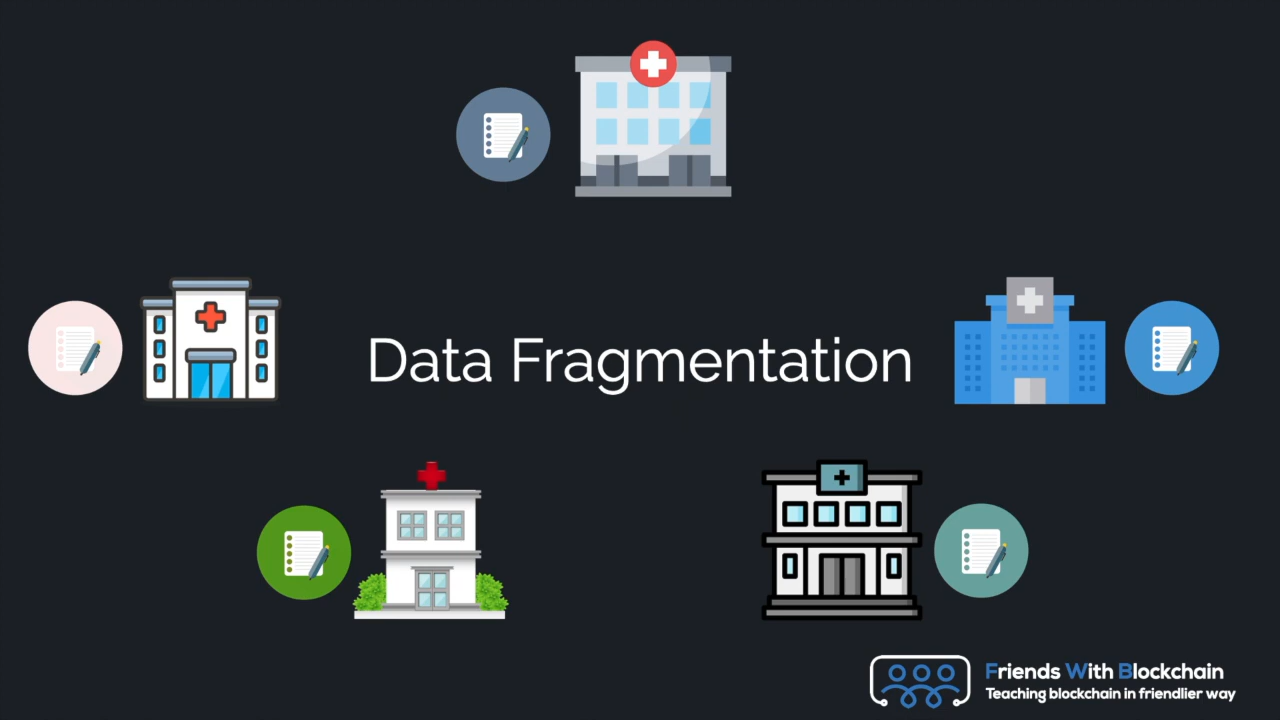 Data Fragmentation
Friends With Blockchain
Teaching blockchain in friendlier way